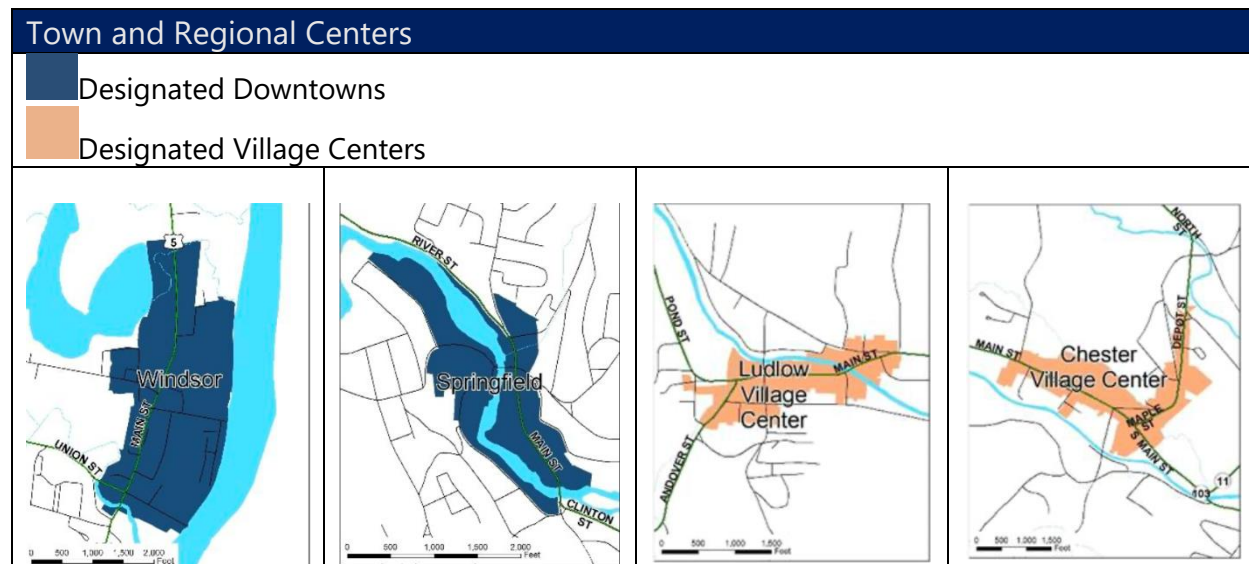 Town and Regional Centers
Designated Downtowns
Designated Village Centers
5
Windsor
MAIN ST
UNION ST
0 500 1,000 1,500 2,000
Feet
RIVER ST
Springfield
MAIN ST
CLINTON
ST
0 500 1,000 1,500 2,000
Feet
POND ST
MAIN ST
Ludlow
Village
Center
ANDOVER ST
0 500 1,000 1,500
Feet
NORTH
ST
DEPOT ST
MAIN ST
Chester
Village Center
MAPLE
ST
S MAIN ST
11
103
0 500 1,000 1,500
Feet